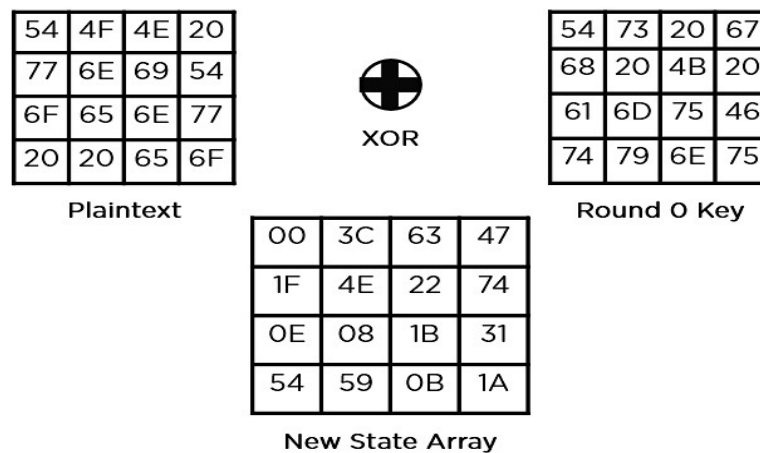 54 4F 4E 20
77 6E 69 54
6F 65 6E 77
20 20 65 6F
Plaintext
XOR
54 73 20 67
68 20 4B 20
61 6D 75 46
74 79 6E 75
Round 0 Key
00 3C 63 47
1F 4E 22 74
0E 08 1B 31
54 59 0B 1A
New State Array